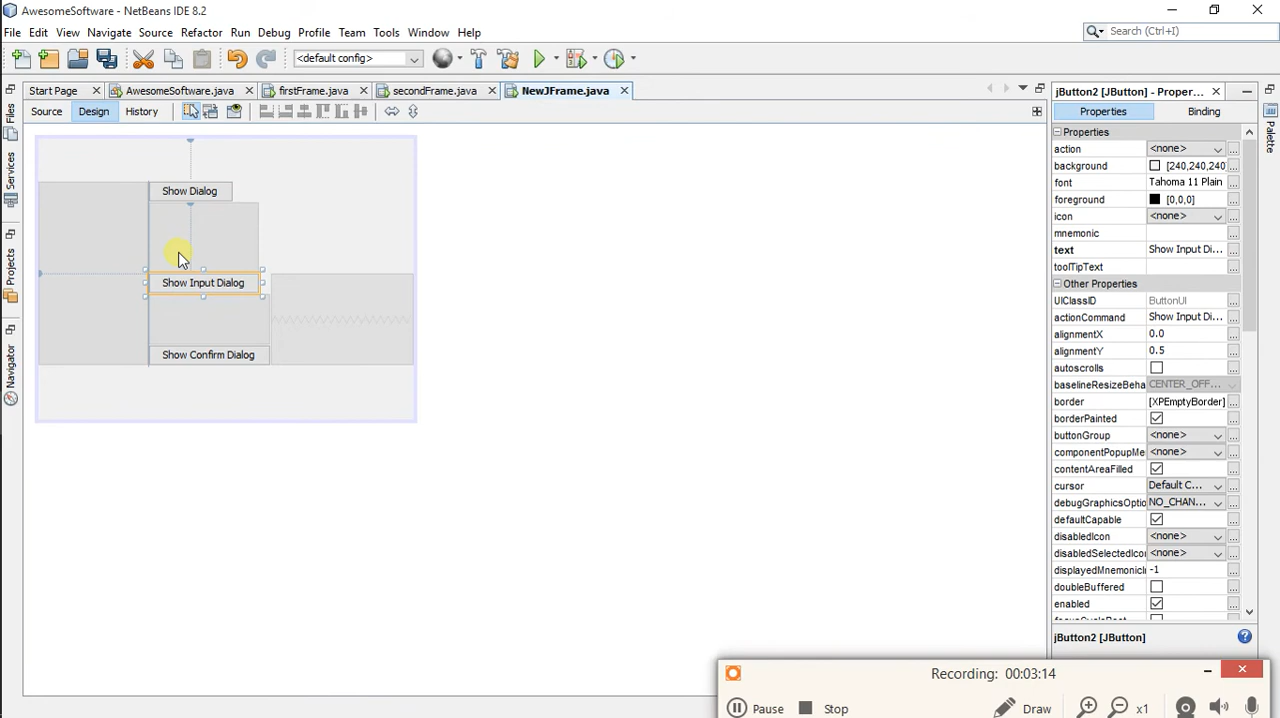 AwesomeSoftware - NetBeans IDE 8.2
File Edit View Navigate Source Refactor Run Debug Profile Team Tools Window Help
Search (Ctrl+I)
<default config>
Start Page AwesomeSoftware.java firstFrame.java secondFrame.java NewJFrame.java
Source Design History
Files
Services
Projects
Navigator
Show Dialog
Show Input Dialog
Show Confirm Dialog
jButton2 [JButton] - Proper...
Properties Binding
Palette
Properties
action <none> ...
background [240,240,240] ...
font Tahoma 11 Plain ...
foreground [0,0,0] ...
icon <none> ...
mnemonic ...
text Show Input Di... ...
toolTipText ...
Other Properties
UIClassID ButtonUI ...
actionCommand Show Input Di... ...
alignmentX 0.0 ...
alignmentY 0.5 ...
autoscrolls ...
baselineResizeBeha CENTER_OFF... ...
border [XPEmptyBorder] ...
borderPainted ...
buttonGroup <none> ...
componentPopupMe <none> ...
contentAreaFilled ...
cursor Default C... ...
debugGraphicsOptio NO_CHAN... ...
defaultCapable ...
disabledIcon <none> ...
disabledSelectedIcon <none> ...
displayedMnemonicI -1 ...
doubleBuffered ...
enabled ...
jButton2 [JButton]
Recording: 00:03:14
Pause Stop Draw x1